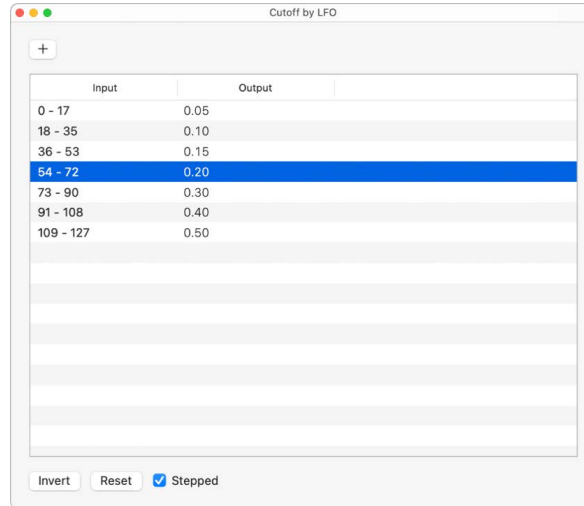 Cutoff by LFO
+
Input Output
0 - 17 0.05
18 - 35 0.10
36 - 53 0.15
54 - 72 0.20
73 - 90 0.30
91 - 108 0.40
109 - 127 0.50
Invert Reset Stepped